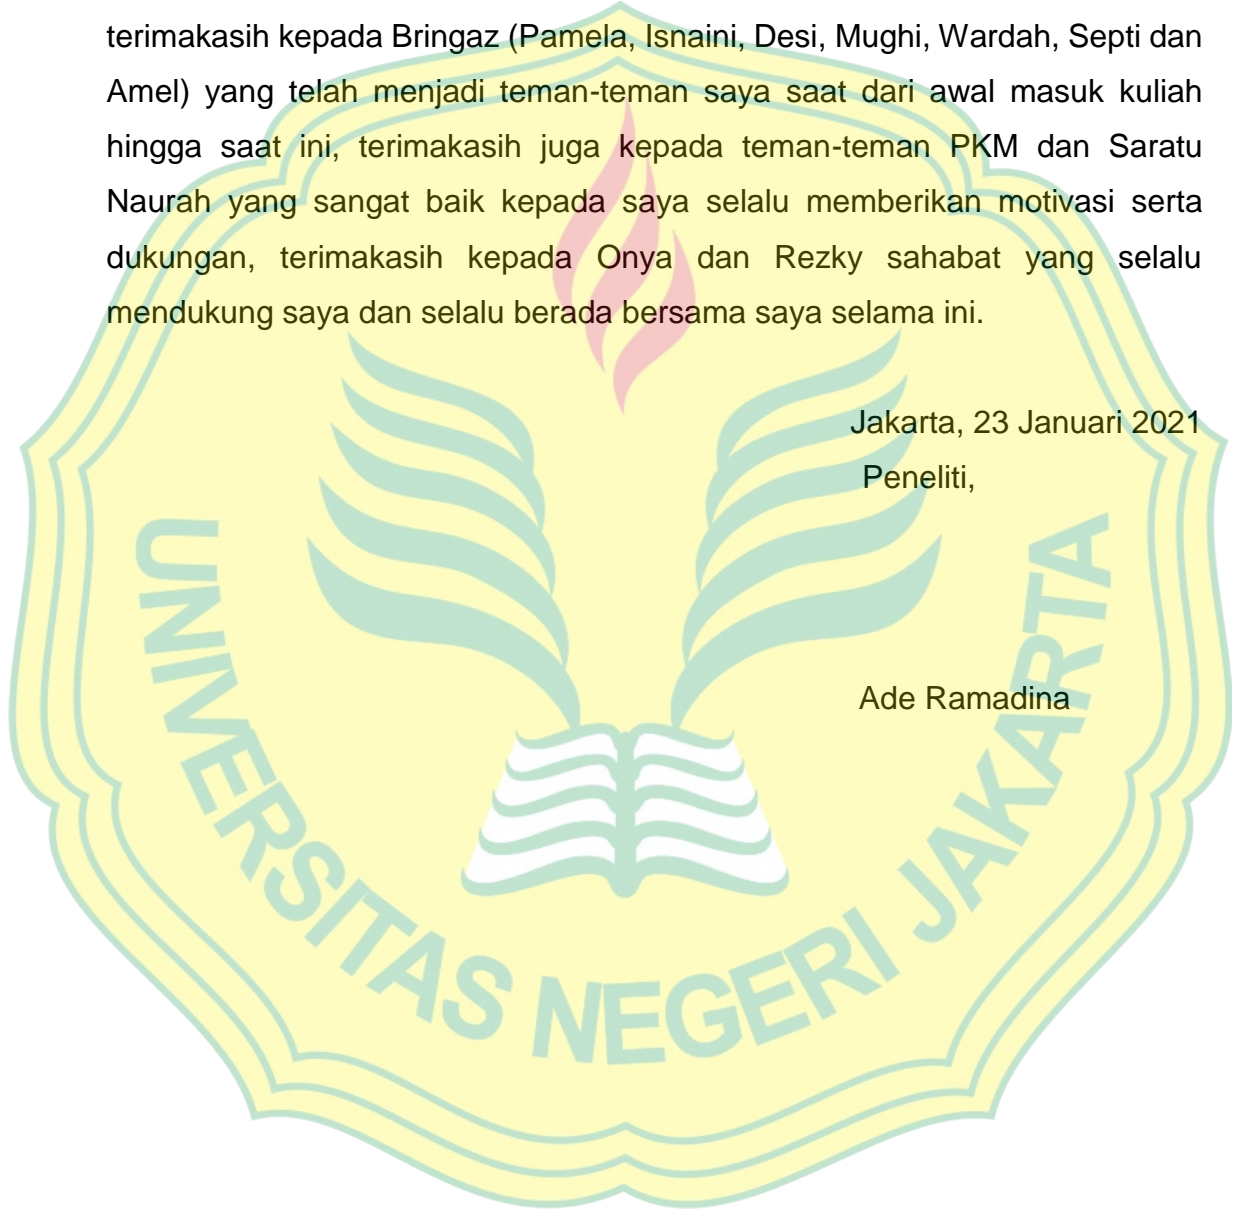 terimakasih kepada Bringaz (Pamela, Isnaini, Desi, Mughi, Wardah, Septi dan
Amel) yang telah menjadi teman-teman saya saat dari awal masuk kuliah
hingga saat ini, terimakasih juga kepada teman-teman PKM dan Saratu
Naurah yang sangat baik kepada saya selalu memberikan motivasi serta
dukungan, terimakasih kepada Onya dan Rezky sahabat yang selalu
mendukung saya dan selalu berada bersama saya selama ini.
Jakarta, 23 Januari 2021
Peneliti,
Ade Ramadina
UNIVERSITAS NEGERI JAKARTA